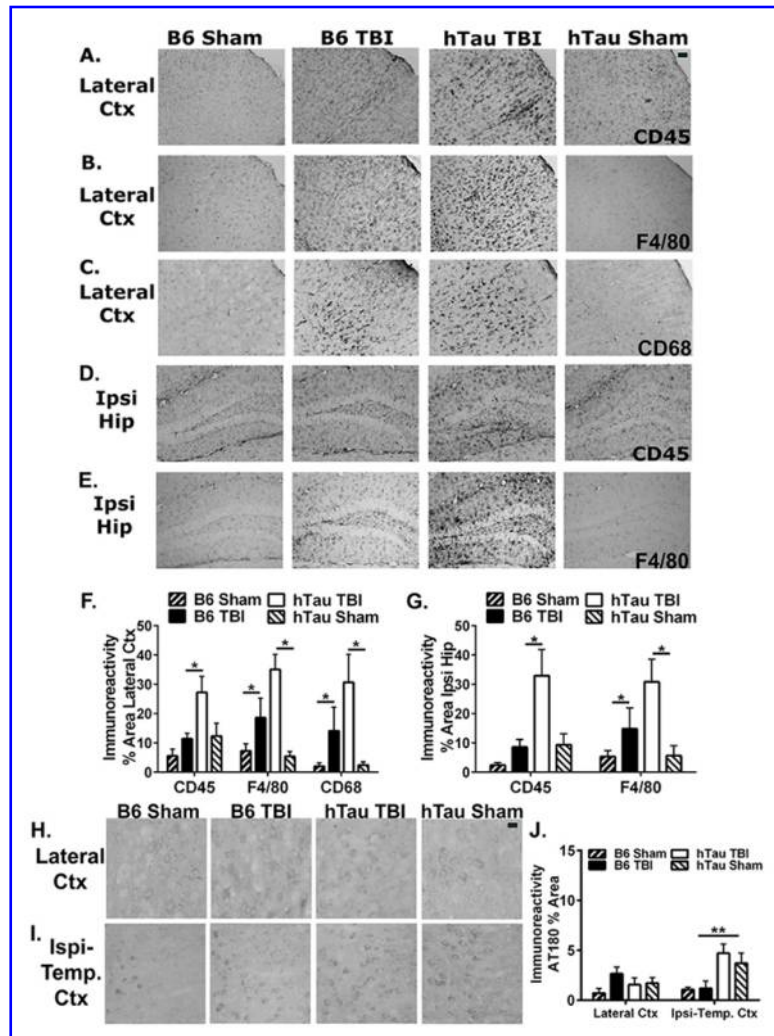 B6 Sham B6 TBI hTau TBI hTau Sham
A.
Lateral
Ctx
CD45
B.
Lateral
Ctx
F4/80
C.
Lateral
Ctx
CD68
D.
Ipsi
Hip
CD45
E.
Ipsi
Hip
F4/80
F.
B6 Sham hTau TBI
B6 TBI hTau Sham
Immunoreactivity
% Area Lateral Ctx
50
40
30
20
10
0
* * * * *
CD45 F4/80 CD68
G.
B6 Sham hTau TBI
B6 TBI hTau Sham
Immunoreactivity
% Area Ipsi Hip
50
40
30
20
10
0
* * *
CD45 F4/80
B6 Sham B6 TBI hTau TBI hTau Sham
H.
Lateral
Ctx
I.
Ispi-
Temp.
Ctx
J.
B6 Sham hTau TBI
B6 TBI hTau Sham
Immunoreactivity
AT180 % Area
15
10
5
0
**
Lateral Ctx Ipsi-Temp. Ctx